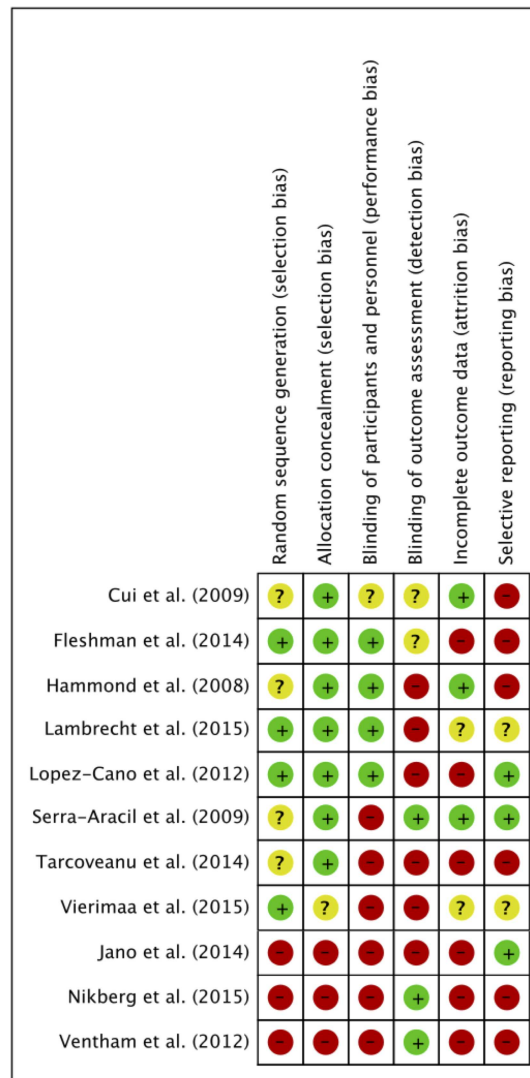 Random sequence generation (selection bias)
Allocation concealment (selection bias)
Blinding of participants and personnel (performance bias)
Blinding of outcome assessment (detection bias)
Incomplete outcome data (attrition bias)
Selective reporting (reporting bias)
Cui et al. (2009) ? + ? ? + -
Fleshman et al. (2014) + + + ? - -
Hammond et al. (2008) ? + + - + -
Lambrecht et al. (2015) + + + - ? ?
Lopez-Cano et al. (2012) + + + - - +
Serra-Aracil et al. (2009) ? + - + + +
Tarcoveanu et al. (2014) ? + - - - -
Vierimaa et al. (2015) + ? - - ? ?
Jano et al. (2014) - - - - - +
Nikberg et al. (2015) - - - + - -
Ventham et al. (2012) - - - + - -